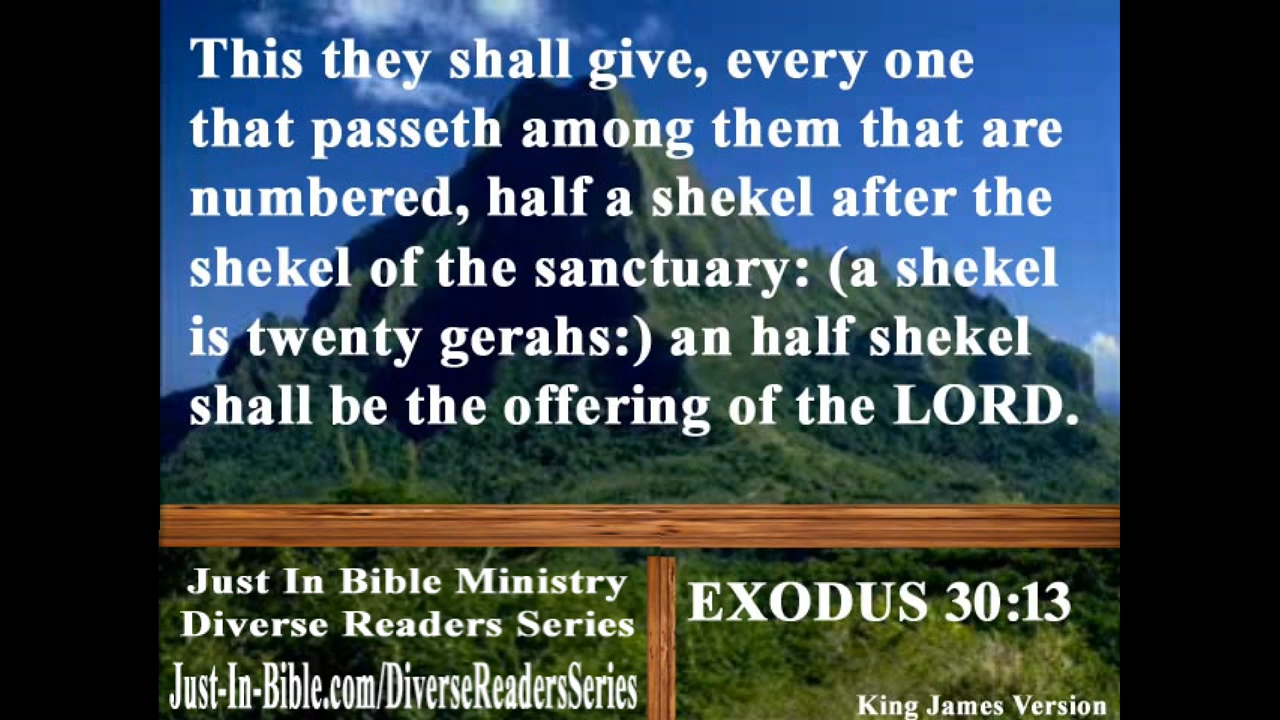 This they shall give, every one
that passeth among them that are
numbered, half a shekel after the
shekel of the sanctuary: (a shekel
is twenty gerahs:) an half shekel
shall be the offering of the LORD.
Just In Bible Ministry
Diverse Readers Series
Just-In-Bible.com/DiverseReadersSeries
EXODUS 30:13
King James Version